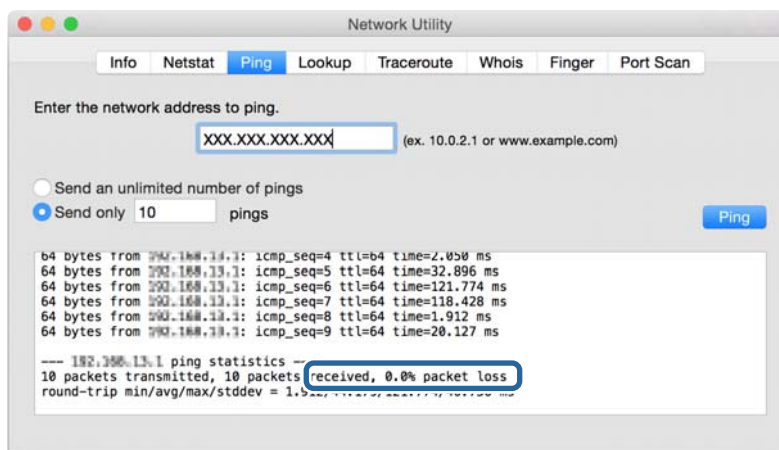 Network Utility
Info Netstat Ping Lookup Traceroute Whois Finger Port Scan
Enter the network address to ping.
XXX.XXX.XXX.XXX (ex. 10.0.2.1 or www.example.com)
Send an unlimited number of pings
Send only 10 pings
Ping
64 bytes from icmp_seq=4 ttl=64 time=2.050 ms
64 bytes from icmp_seq=5 ttl=64 time=32.896 ms
64 bytes from icmp_seq=6 ttl=64 time=121.774 ms
64 bytes from icmp_seq=7 ttl=64 time=118.428 ms
64 bytes from icmp_seq=8 ttl=64 time=1.912 ms
64 bytes from icmp_seq=9 ttl=64 time=20.127 ms
--- ping statistics --
10 packets transmitted, 10 packets received, 0.0% packet loss
round-trip min/avg/max/stddev = ms